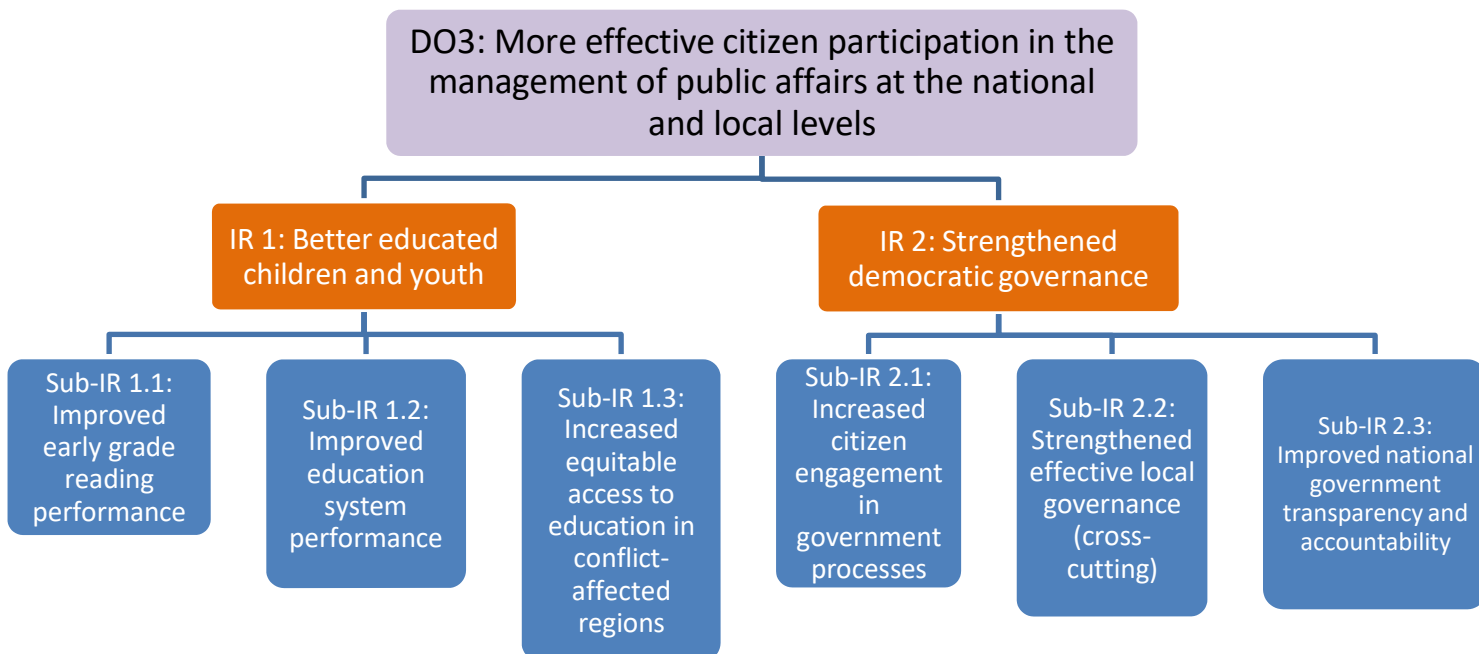 DO3: More effective citizen participation in the
management of public affairs at the national
and local levels
IR 1: Better educated
children and youth
IR 2: Strengthened
democratic governance
Sub-IR 1.1:
Improved
early grade
reading
performance
Sub-IR 1.2:
Improved
education
system
performance
Sub-IR 1.3:
Increased
equitable
access to
education in
conflict-
affected
regions
Sub-IR 2.1:
Increased
citizen
engagement
in
government
processes
Sub-IR 2.2:
Strengthened
effective local
governance
(cross-
cutting)
Sub-IR 2.3:
Improved national
government
transparency and
accountability